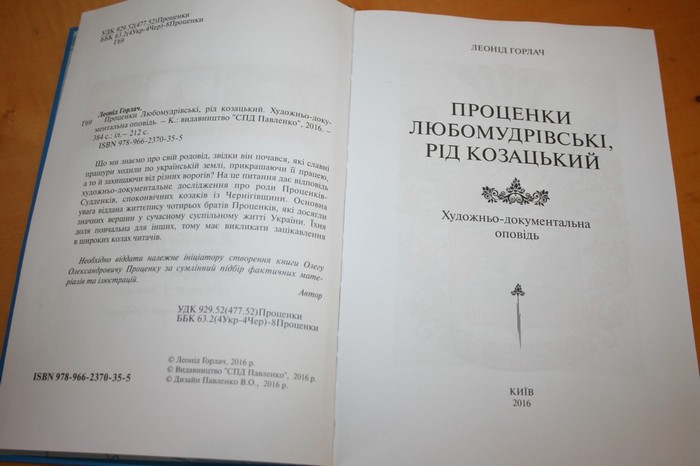 УДК 929.52(477.52)Проценки
ББК 63.2(4Укр-4Чер)-8Проценки
Г69
Леонід Горлач,
Г69 Проценки Любомудрівські, рід козацький. Художньо-доку-
ментальна оповідь. – К.: видавництво "СПД Павленко", 2016. –
384 с.: іл.– 212 с.
ISBN 978-966-2370-35-5
Що ми знаємо про свій родовід, звідки він почався, які славні
пращури ходили по українській землі, прикрашаючи її працею,
а то й захищаючи від різних ворогів? На це питання дає відповідь
художньо-документальне дослідження про роди Проценків-
Судденків, споконвічних козаків із Чернігівщини. Основна
увага віддана життєпису чотирьох братів Проценків, які досягли
значних вершин у сучасному суспільному житті України. Їхня
доля повчальна для інших, тому має викликати зацікавлення
в широких колах читачів.
Необхідно віддати належне ініціатору створення книги Олегу
Олександровичу Проценку за сумлінний підбір фактичних мате-
ріалів та ілюстрацій.
Автор
УДК 929.52(477.52)Проценки
ББК 63.2(4Укр-4Чер)-8Проценки
© Леонід Горлач, 2016 р.
© Видавництво "СПД Павленко", 2016 р.
© Дизайн Павленко В.О., 2016 р.
ISBN 978-966-2370-35-5
ЛЕОНІД ГОРЛАЧ
ПРОЦЕНКИ
ЛЮБОМУДРІВСЬКІ,
РІД КОЗАЦЬКИЙ
Художньо-документальна
оповідь
КИЇВ
2016